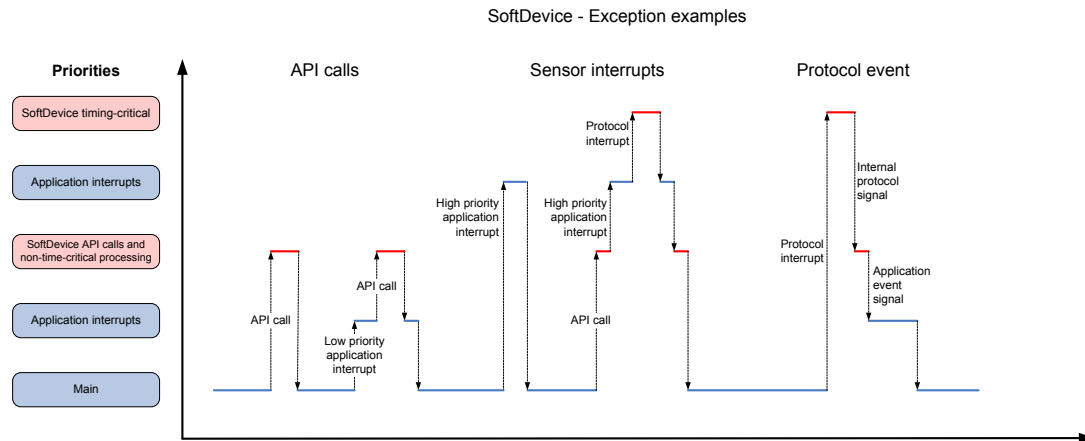 SoftDevice - Exception examples
Priorities
API calls
Sensor interrupts
Protocol event
SoftDevice timing-critical
Application interrupts
SoftDevice API calls and
non-time-critical processing
Application interrupts
Main
API call
Low priority
application
interrupt
API call
High priority
application
interrupt
API call
High priority
application
interrupt
Protocol
interrupt
Protocol
interrupt
Internal
protocol
signal
Application
event
signal